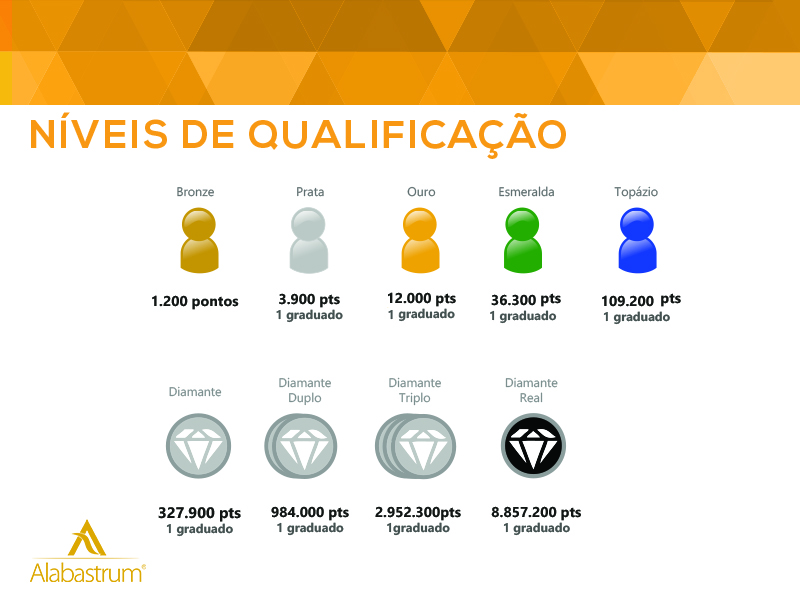 NÍVEIS DE QUALIFICAÇÃO
Bronze
Prata
Ouro
Esmeralda
Topázio
1.200 pontos
3.900 pts
1 graduado
12.000 pts
1 graduado
36.300 pts
1 graduado
109.200 pts
1 graduado
Diamante
Diamante
Duplo
Diamante
Triplo
Diamante
Real
327.900 pts
1 graduado
984.000 pts
1 graduado
2.952.300pts
1graduado
8.857.200 pts
1 graduado
Alabastrum®